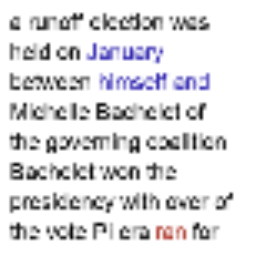 a runoff election was
held on January
between himself and
Michelle Bachelet of
the governing coalition
Bachelet won the
presidency with over of
the vote Pi era ran for